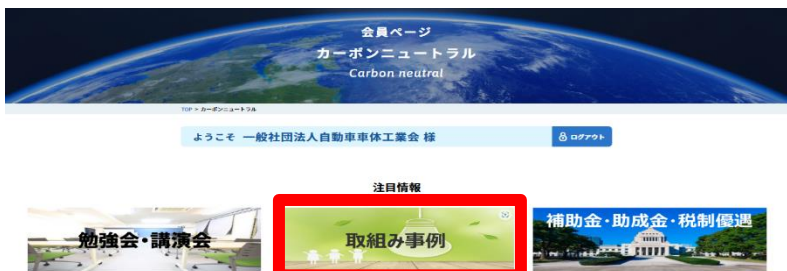 会員ページ
カーボンニュートラル
Carbon neutral
TOP > カーボンニュートラル
ようこそ 一般社団法人自動車車体工業会 様
ログアウト
注目情報
勉強会・講演会
取組み事例
補助金・助成金・税制優遇